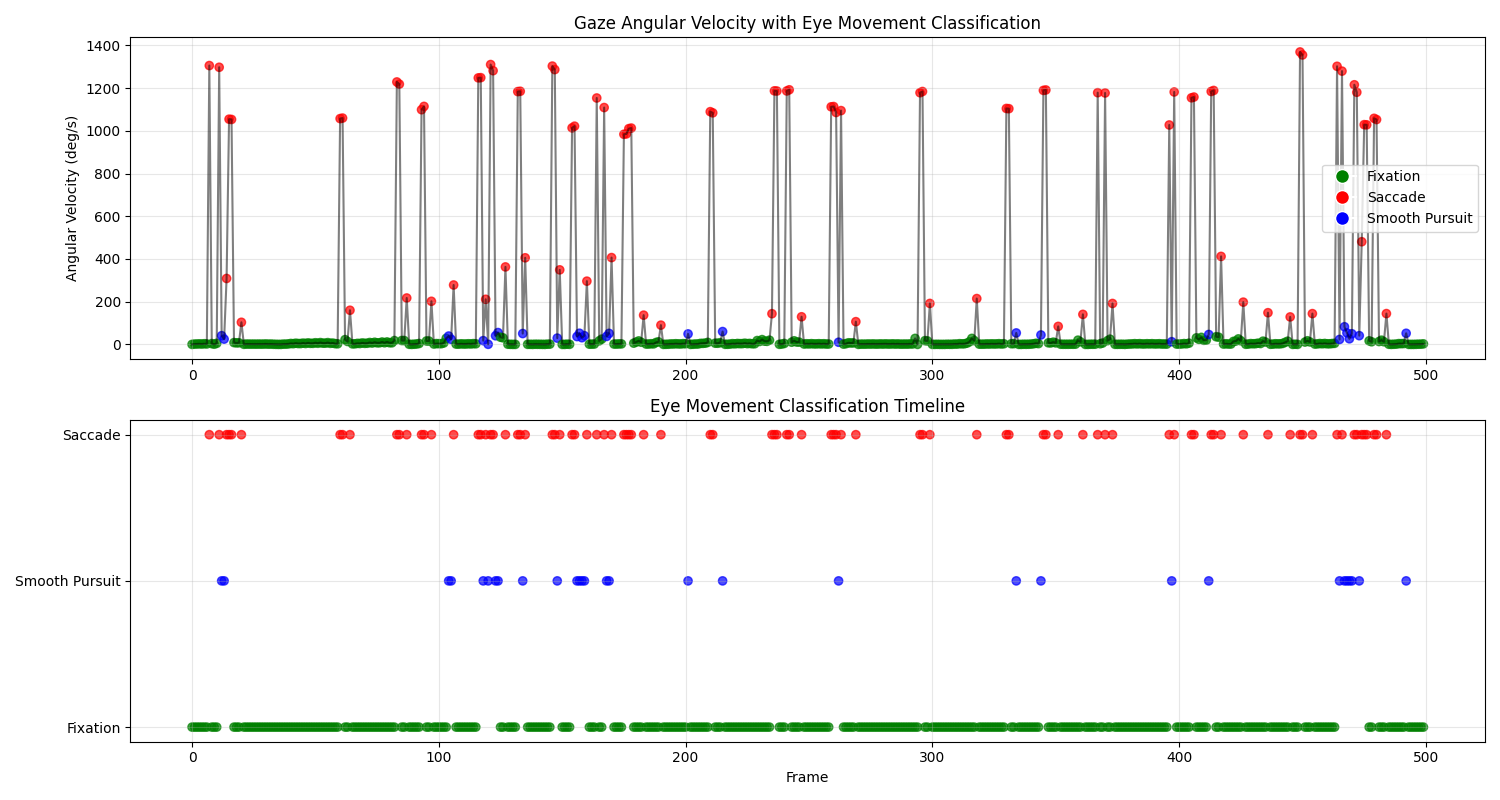 Gaze Angular Velocity with Eye Movement Classification
1400
1200
1000
800
600
400
200
0
Angular Velocity (deg/s)
Fixation
Saccade
Smooth Pursuit
0
100
200
300
400
500
Eye Movement Classification Timeline
Saccade
Smooth Pursuit
Fixation
0
100
200
300
400
500
Frame